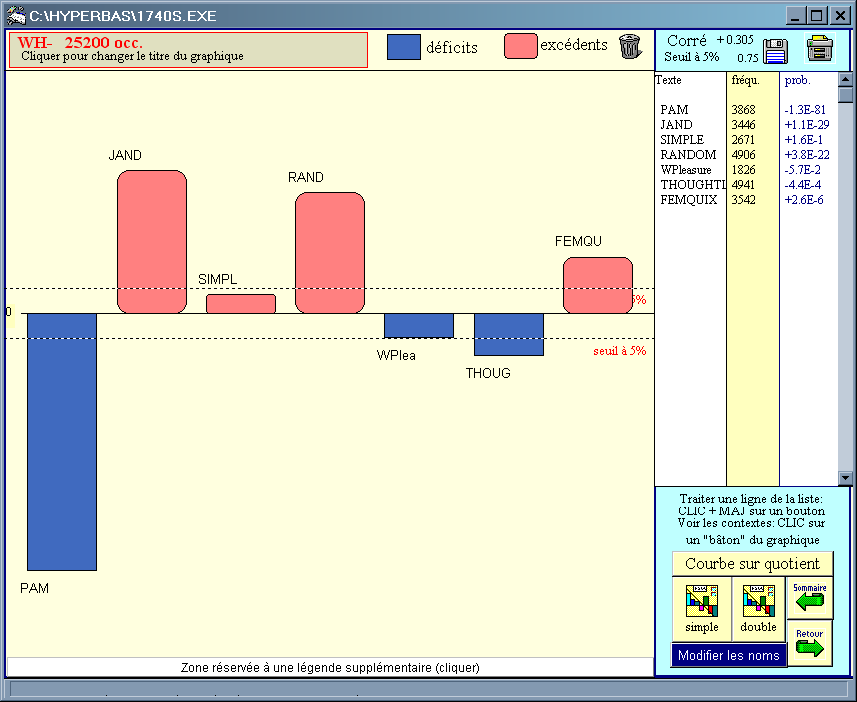 C:\HYPERBAS\1740S.EXE
WH-   25200 occ.
Cliquer pour changer le titre du graphique
déficits
excédents
Corré +0.305
Seuil à 5% 0.75
Texte fréqu. prob.
PAM 3868 -1.3E-81
JAND 3446 +1.1E-29
SIMPLE 2671 +1.6E-1
RANDOM 4906 +3.8E-22
WPleasure 1826 -5.7E-2
THOUGHTL 4941 -4.4E-4
FEMQUIX 3542 +2.6E-6
JAND
RAND
FEMQU
SIMPL
5%
0
seuil à 5%
WPlea
THOUG
PAM
Zone réservée à une légende supplémentaire (cliquer)
Traiter une ligne de la liste:
CLIC + MAJ sur un bouton
Voir les contextes: CLIC sur
un "bâton" du graphique
Courbe sur quotient
simple
double
Sommaire
Retour
Modifier les noms